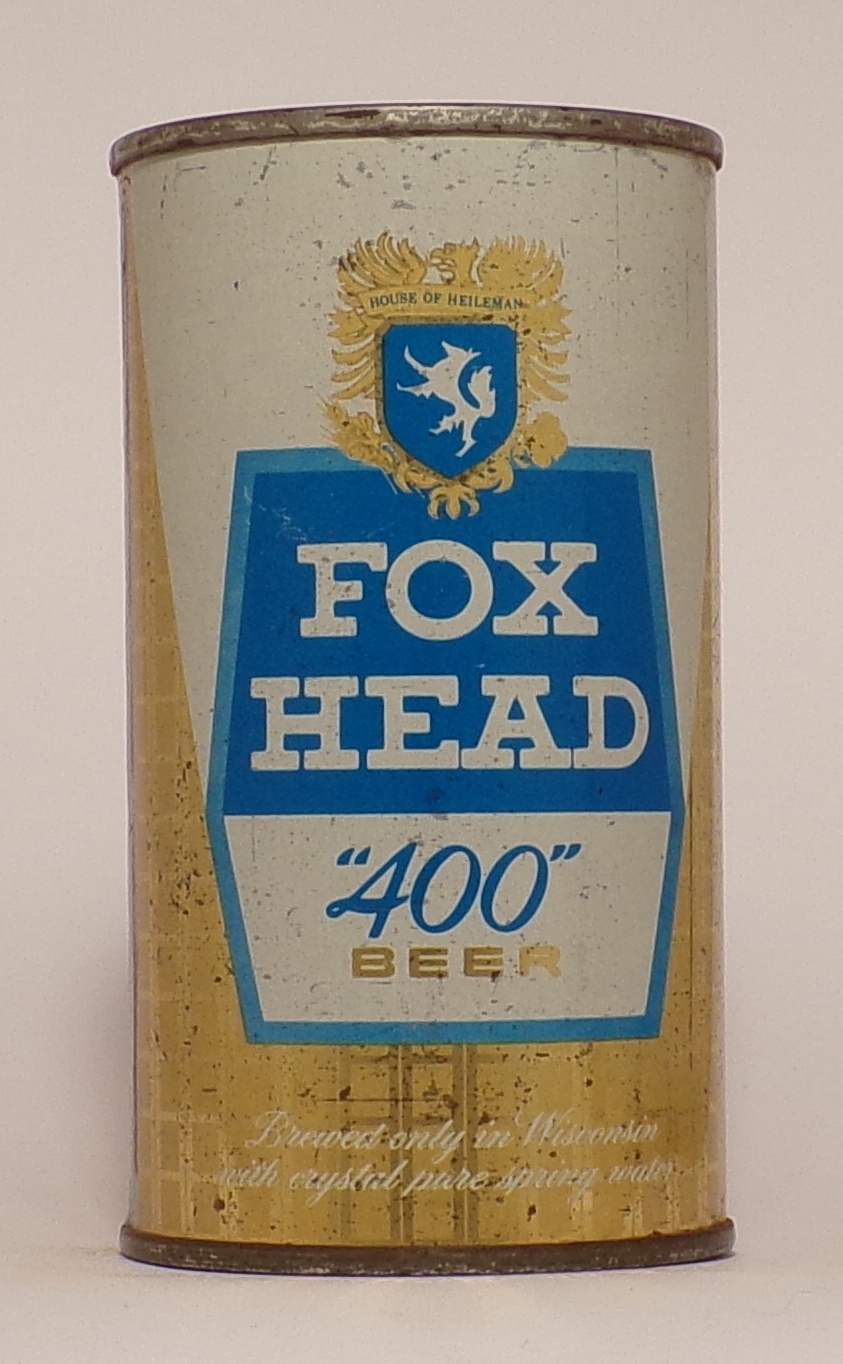 HOUSE OF HEILEMAN
FOX
HEAD
“400”
BEER
Brewed only in Wisconsin
with crystal pure spring water